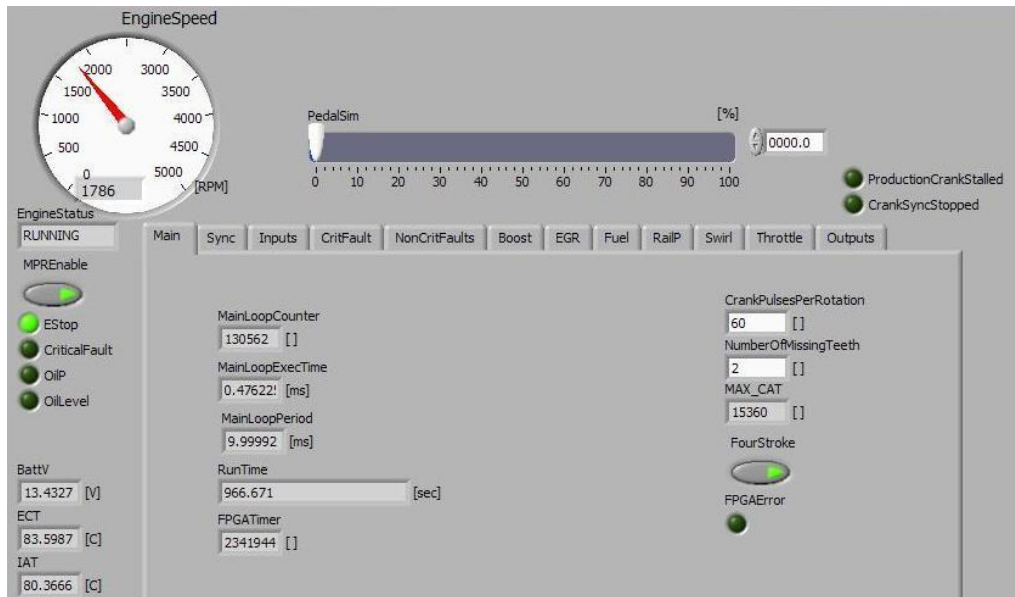 EngineSpeed
2000 3000
1500 3500
1000 4000
500 4500
0 5000
1786 [RPM]
PedalSim [%]
0000.0
0 10 20 30 40 50 60 70 80 90 100
ProductionCrankStalled
CrankSyncStopped
EngineStatus
RUNNING
MPREnable
EStop
CriticalFault
OilP
OilLevel
BattV
13.4327 [V]
ECT
83.5987 [C]
IAT
80.3666 [C]
Main Sync Inputs CritFault NonCritFaults Boost EGR Fuel RailP Swirl Throttle Outputs
MainLoopCounter
130562 []
MainLoopExecTime
0.47622 [ms]
MainLoopPeriod
9.99992 [ms]
RunTime
966.671 [sec]
FPGATimer
2341944 []
CrankPulsesPerRotation
60 []
NumberOfMissingTeeth
2 []
MAX_CAT
15360 []
FourStroke
FPGAError